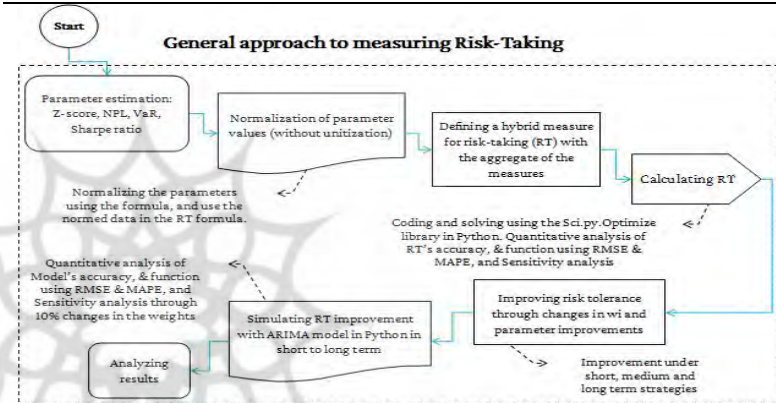 Start
General approach to measuring Risk-Taking
Parameter estimation:
Z-score, NPL, VaR,
Sharpe ratio
Normalization of parameter
values (without unitization)
Defining a hybrid measure
for risk-taking (RT) with
the aggregate of the
measures
Calculating RT
Normalizing the parameters
using the formula, and use the
normed data in the RT formula.
Coding and solving using the Sci.py.Optimize
library in Python. Quantitative analysis of
RT's accuracy, & function using RMSE &
MAPE, and Sensitivity analysis
Quantitative analysis of
Model's accuracy, & function
using RMSE & MAPE, and
Sensitivity analysis through
10% changes in the weights
Improving risk tolerance
through changes in wi and
parameter improvements
Simulating RT improvement
with ARIMA model in Python in
short to long term
Improvement under
short, medium and
long term strategies
Analyzing
results